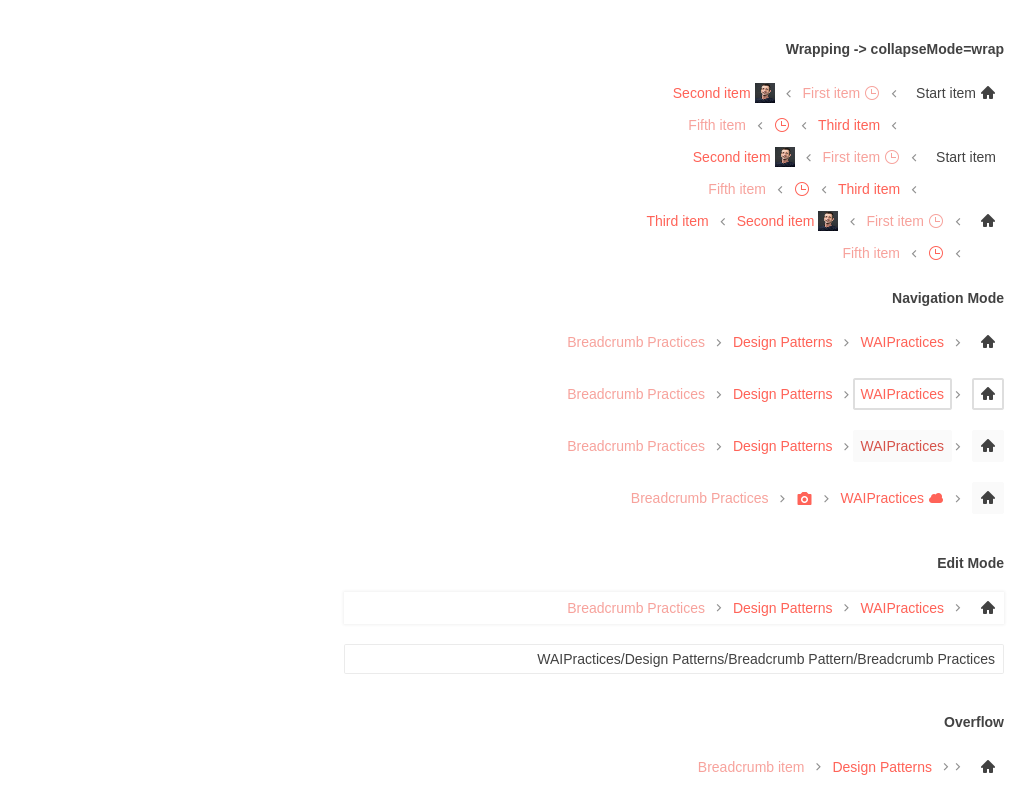 Wrapping -> collapseMode=wrap
Second item First item Start item
Fifth item Third item
Second item First item Start item
Fifth item Third item
Third item Second item First item
Fifth item
Navigation Mode
Breadcrumb Practices Design Patterns WAIPractices
Breadcrumb Practices Design Patterns WAIPractices
Breadcrumb Practices Design Patterns WAIPractices
Breadcrumb Practices WAIPractices
Edit Mode
Breadcrumb Practices Design Patterns WAIPractices
WAIPractices/Design Patterns/Breadcrumb Pattern/Breadcrumb Practices
Overflow
Breadcrumb item Design Patterns